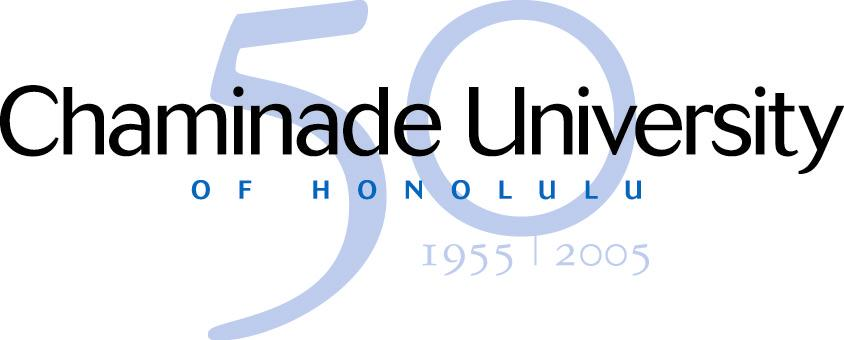 50
Chaminade University
OF HONOLULU
1955 | 2005